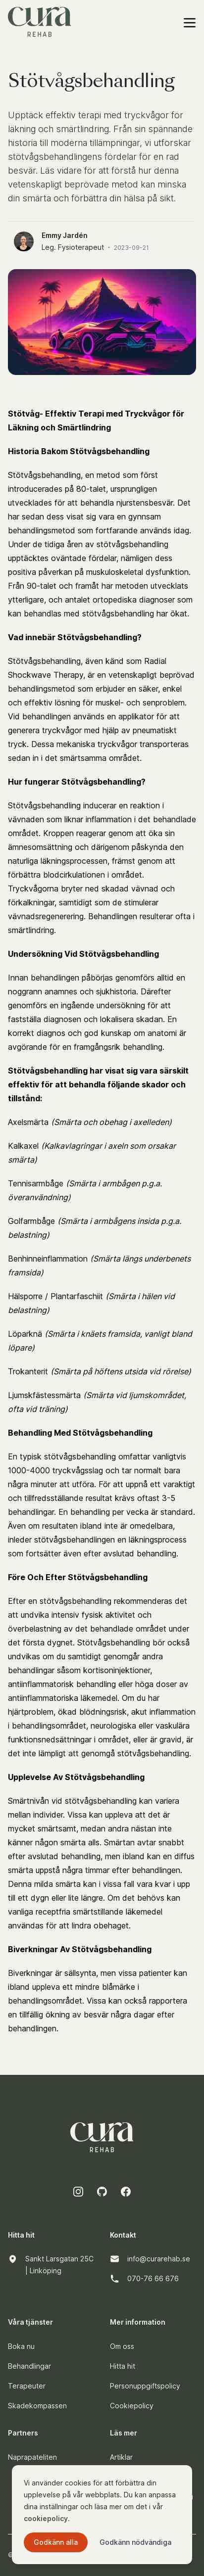 cura
REHAB
Stötvågsbehandling
Upptäck effektiv terapi med tryckvågor för
läkning och smärtlindring. Från sin spännande
historia till moderna tillämpningar, vi utforskar
stötvågsbehandlingens fördelar för en rad
besvär. Läs vidare för att förstå hur denna
vetenskapligt beprövade metod kan minska
din smärta och förbättra din hälsa på sikt.
Emmy Jardén
Leg. Fysioterapeut · 2023-09-21
Stötvåg- Effektiv Terapi med Tryckvågor för
Läkning och Smärtlindring
Historia Bakom Stötvågsbehandling
Stötvågsbehandling, en metod som först
introducerades på 80-talet, ursprungligen
utvecklades för att behandla njurstensbesvär. Det
har sedan dess visat sig vara en gynnsam
behandlingsmetod som fortfarande används idag.
Under de tidiga åren av stötvågsbehandling
upptäcktes oväntade fördelar, nämligen dess
positiva påverkan på muskuloskeletal dysfunktion.
Från 90-talet och framåt har metoden utvecklats
ytterligare, och antalet ortopediska diagnoser som
kan behandlas med stötvågsbehandling har ökat.
Vad innebär Stötvågsbehandling?
Stötvågsbehandling, även känd som Radial
Shockwave Therapy, är en vetenskapligt beprövad
behandlingsmetod som erbjuder en säker, enkel
och effektiv lösning för muskel- och senproblem.
Vid behandlingen används en applikator för att
generera tryckvågor med hjälp av pneumatiskt
tryck. Dessa mekaniska tryckvågor transporteras
sedan in i det smärtsamma området.
Hur fungerar Stötvågsbehandling?
Stötvågsbehandling inducerar en reaktion i
vävnaden som liknar inflammation i det behandlade
området. Kroppen reagerar genom att öka sin
ämnesomsättning och därigenom påskynda den
naturliga läkningsprocessen, främst genom att
förbättra blodcirkulationen i området.
Tryckvågorna bryter ned skadad vävnad och
förkalkningar, samtidigt som de stimulerar
vävnadsregenerering. Behandlingen resulterar ofta i
smärtlindring.
Undersökning Vid Stötvågsbehandling
Innan behandlingen påbörjas genomförs alltid en
noggrann anamnes och sjukhistoria. Därefter
genomförs en ingående undersökning för att
fastställa diagnosen och lokalisera skadan. En
korrekt diagnos och god kunskap om anatomi är
avgörande för en framgångsrik behandling.
Stötvågsbehandling har visat sig vara särskilt
effektiv för att behandla följande skador och
tillstånd:
Axelsmärta (Smärta och obehag i axelleden)
Kalkaxel (Kalkavlagringar i axeln som orsakar
smärta)
Tennisarmbåge (Smärta i armbågen p.g.a.
överanvändning)
Golfarmbåge (Smärta i armbågens insida p.g.a.
belastning)
Benhinneinflammation (Smärta längs underbenets
framsida)
Hälsporre / Plantarfasciit (Smärta i hälen vid
belastning)
Löparknä (Smärta i knäets framsida, vanligt bland
löpare)
Trokanterit (Smärta på höftens utsida vid rörelse)
Ljumskfästessmärta (Smärta vid ljumskområdet,
ofta vid träning)
Behandling Med Stötvågsbehandling
En typisk stötvågsbehandling omfattar vanligtvis
1000-4000 tryckvågsslag och tar normalt bara
några minuter att utföra. För att uppnå ett varaktigt
och tillfredsställande resultat krävs oftast 3-5
behandlingar. En behandling per vecka är standard.
Även om resultaten ibland inte är omedelbara,
inleder stötvågsbehandlingen en läkningsprocess
som fortsätter även efter avslutad behandling.
Före Och Efter Stötvågsbehandling
Efter en stötvågsbehandling rekommenderas det
att undvika intensiv fysisk aktivitet och
överbelastning av det behandlade området under
det första dygnet. Stötvågsbehandling bör också
undvikas om du samtidigt genomgår andra
behandlingar såsom kortisoninjektioner,
antiinflammatorisk behandling eller höga doser av
antiinflammatoriska läkemedel. Om du har
hjärtproblem, ökad blödningsrisk, akut inflammation
i behandlingsområdet, neurologiska eller vaskulära
funktionsnedsättningar i området, eller är gravid, är
det inte lämpligt att genomgå stötvågsbehandling.
Upplevelse Av Stötvågsbehandling
Smärtnivån vid stötvågsbehandling kan variera
mellan individer. Vissa kan uppleva att det är
mycket smärtsamt, medan andra nästan inte
känner någon smärta alls. Smärtan avtar snabbt
efter avslutad behandling, men ibland kan en diffus
smärta uppstå några timmar efter behandlingen.
Denna milda smärta kan i vissa fall vara kvar i upp
till ett dygn eller lite längre. Om det behövs kan
vanliga receptfria smärtstillande läkemedel
användas för att lindra obehaget.
Biverkningar Av Stötvågsbehandling
Biverkningar är sällsynta, men vissa patienter kan
ibland uppleva ett mindre blåmärke i
behandlingsområdet. Vissa kan också rapportera
en tillfällig ökning av besvär några dagar efter
behandlingen.
cura
REHAB
Hitta hit
Kontakt
Sankt Larsgatan 25C
| Linköping
info@curarehab.se
070-76 66 676
Våra tjänster
Mer information
Boka nu
Om oss
Behandlingar
Hitta hit
Terapeuter
Personuppgiftspolicy
Skadekompassen
Cookiepolicy
Partners
Läs mer
Naprapateliten
Artiklar
Vi använder cookies för att förbättra din
upplevelse på vår webbplats. Du kan anpassa
dina inställningar och läsa mer om det i vår
cookiepolicy.
Godkänn alla
Godkänn nödvändiga